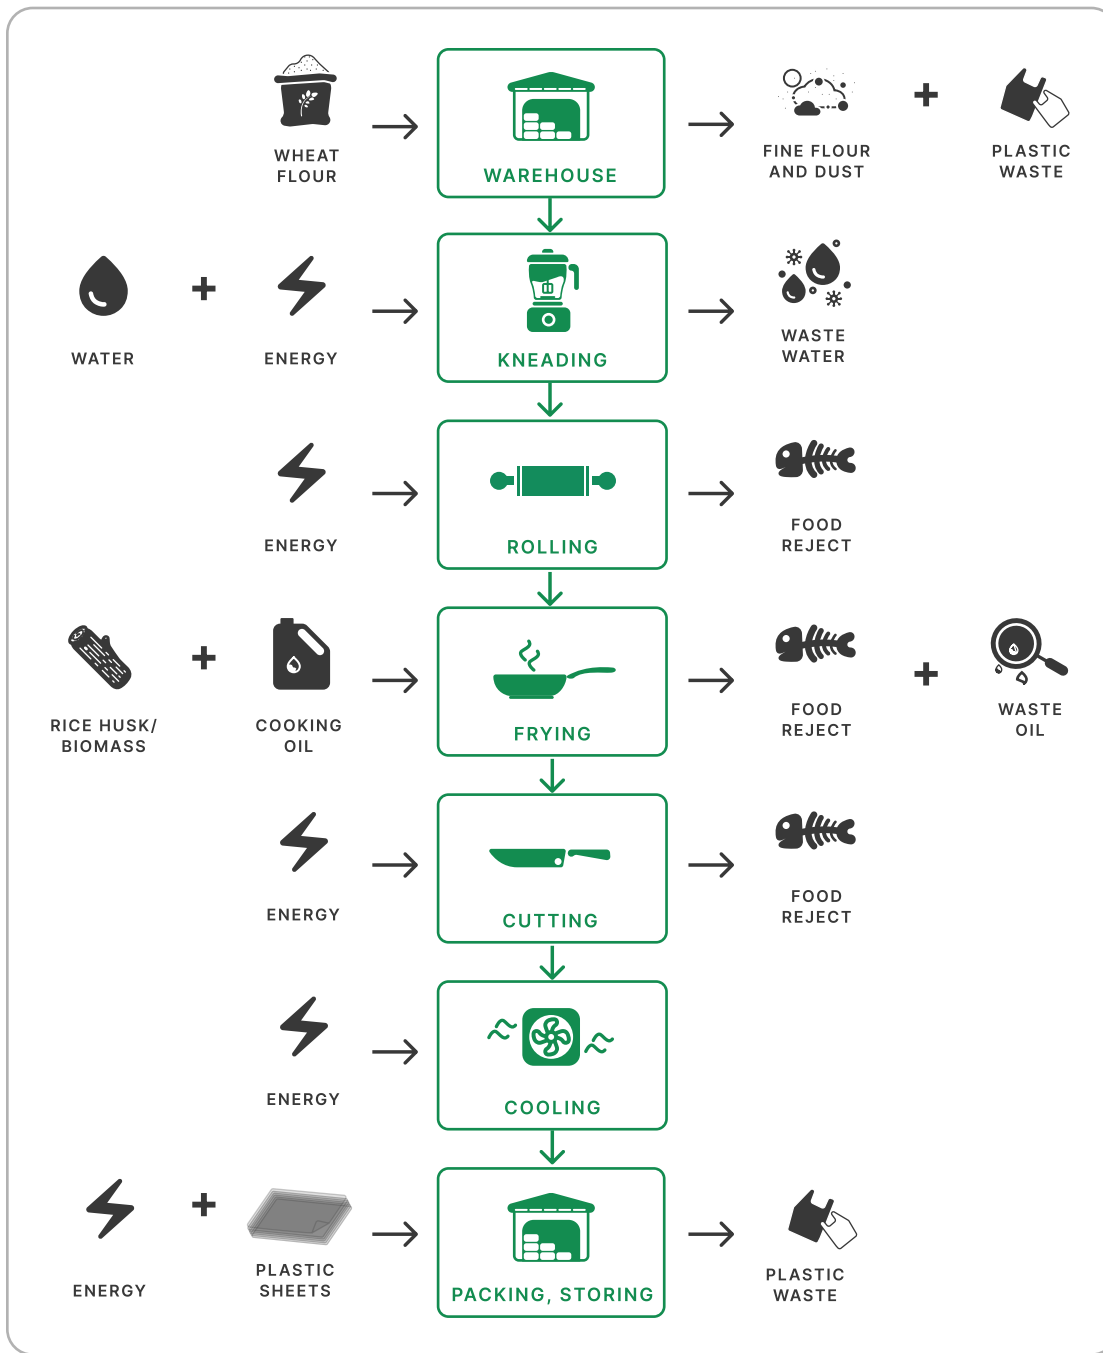 WHEAT
FLOUR
WAREHOUSE
FINE FLOUR
AND DUST
PLASTIC
WASTE
WATER
ENERGY
KNEADING
WASTE
WATER
ENERGY
ROLLING
FOOD
REJECT
RICE HUSK/
BIOMASS
COOKING
OIL
FRYING
FOOD
REJECT
WASTE
OIL
ENERGY
CUTTING
FOOD
REJECT
ENERGY
COOLING
ENERGY
PLASTIC
SHEETS
PACKING, STORING
PLASTIC
WASTE